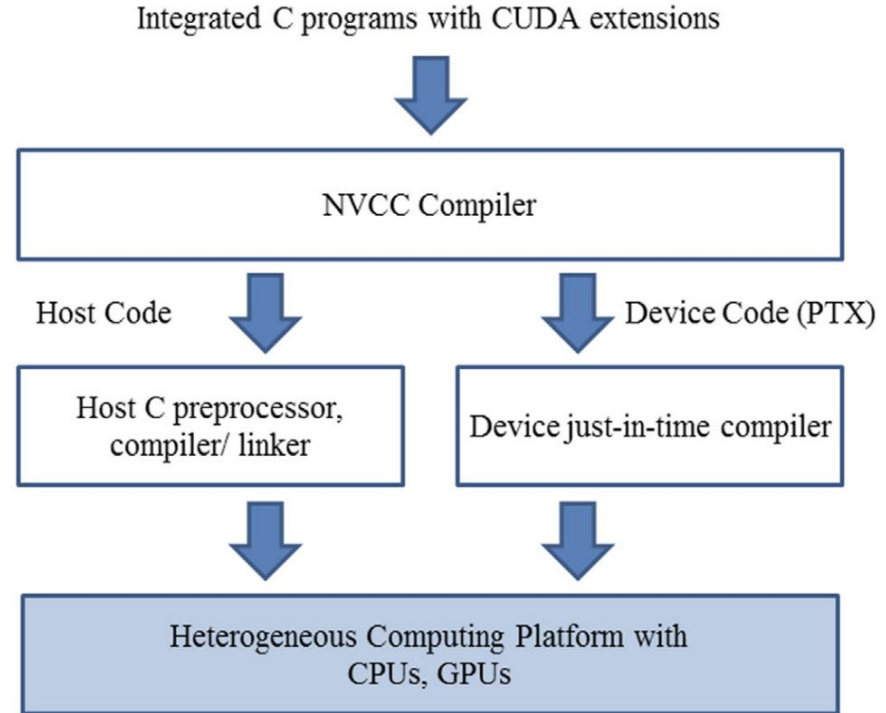 Integrated C programs with CUDA extensions
NVCC Compiler
Host Code
Device Code (PTX)
Host C preprocessor,
compiler/ linker
Device just-in-time compiler
Heterogeneous Computing Platform with
CPUs, GPUs